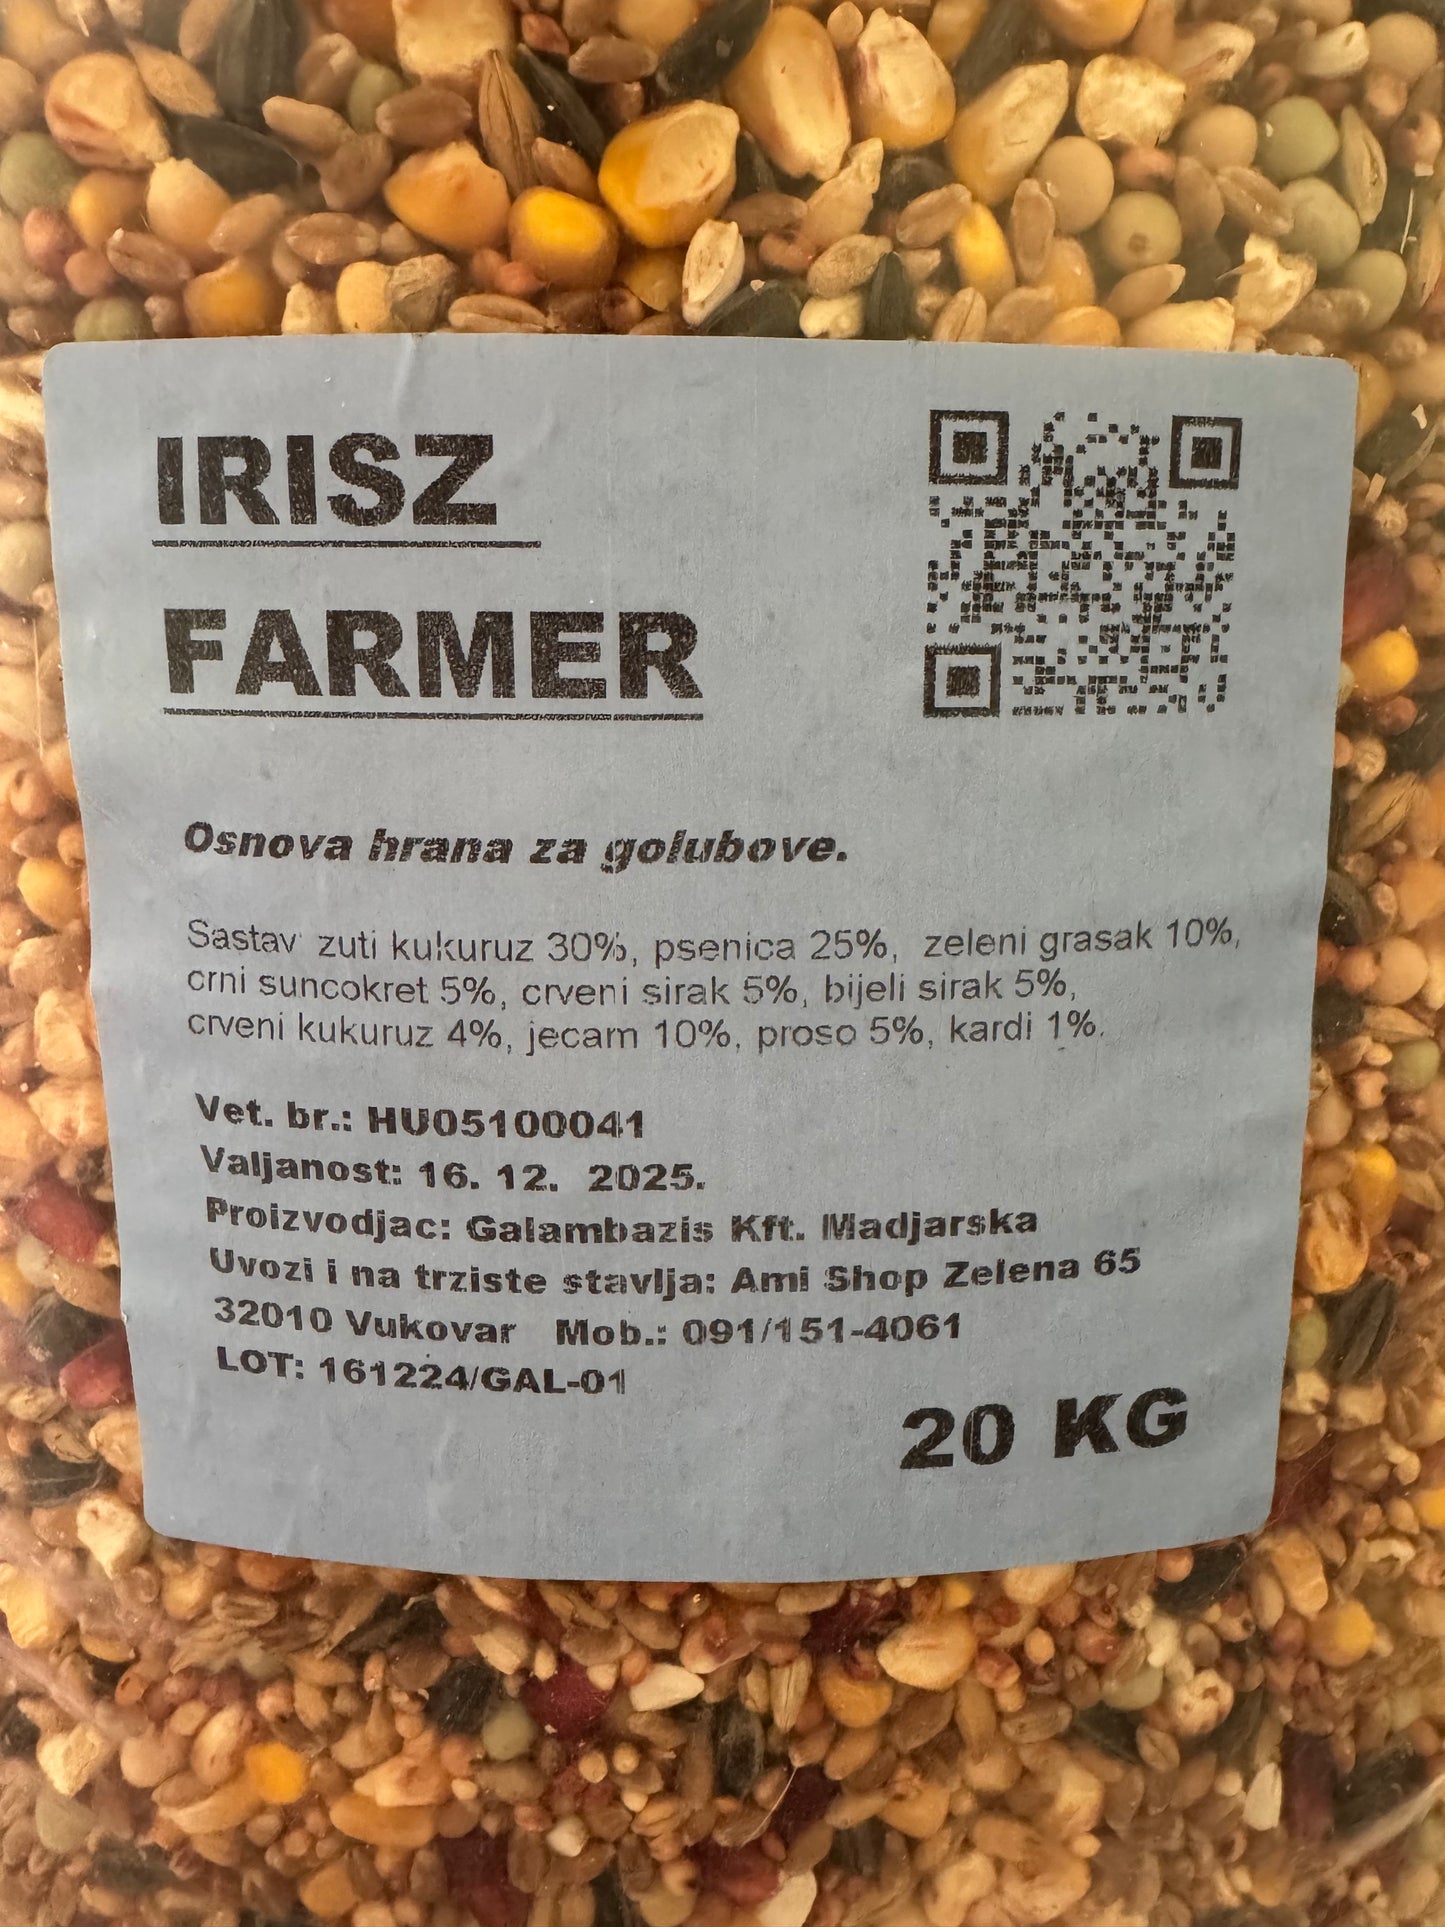 IRISZ
FARMER
Osnova hrana za golubove.
Sastav zuti kukuruz 30%, psenica 25%, zeleni grasak 10%,
crni suncokret 5%, crveni sirak 5%, bijeli sirak 5%,
crveni kukuruz 4%, jecam 10%, proso 5%, kardi 1%.
Vet. br.: HU05100041
Valjanost: 16. 12. 2025.
Proizvodjac: Galambazis Kft. Madjarska
Uvozi i na trziste stavlja: Ami Shop Zelena 65
32010 Vukovar Mob.: 091/151-4061
LOT: 161224/GAL-01
20 KG